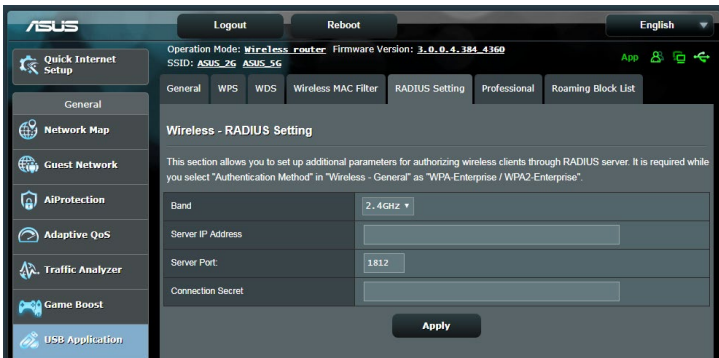 ASUS
Logout
Reboot
English
Quick Internet
Setup
General
Network Map
Guest Network
AiProtection
Adaptive QoS
Traffic Analyzer
Game Boost
USB Application
Operation Mode: Wireless router Firmware Version: 3.0.0.4.384_4360
SSID: ASUS_2G ASUS_5G
App
General WPS WDS Wireless MAC Filter RADIUS Setting Professional Roaming Block List
Wireless - RADIUS Setting
This section allows you to set up additional parameters for authorizing wireless clients through RADIUS server. It is required while
you select "Authentication Method" in "Wireless - General" as "WPA-Enterprise / WPA2-Enterprise".
Band 2.4GHz
Server IP Address
Server Port: 1812
Connection Secret
Apply